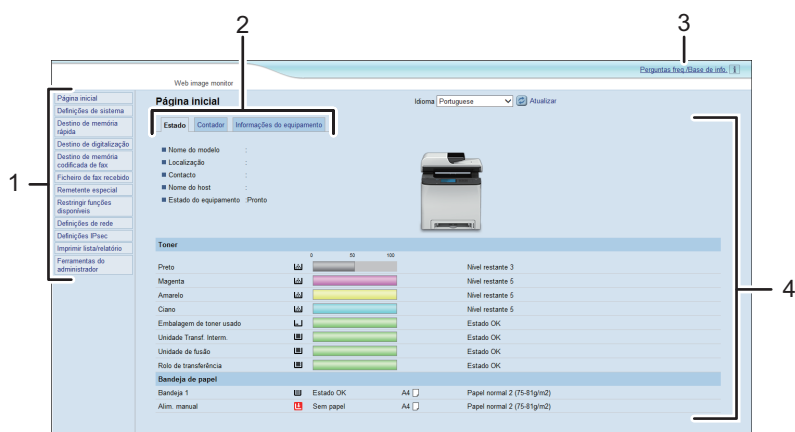 2
3
Perguntas freq./Base de info.
Web image monitor
1
Página inicial
Definições de sistema
Destino de memória
rápida
Destino de digitalização
Destino de memória
codificada de fax
Ficheiro de fax recebido
Remetente especial
Restringir funções
disponíveis
Definições de rede
Definições IPsec
Imprimir lista/relatório
Ferramentas do
administrador
Página inicial
Idioma Portuguese Atualizar
Estado Contador Informações do equipamento
Nome do modelo :
Localização :
Contacto :
Nome do host :
Estado do equipamento :Pronto
4
Toner
0 50 100
Preto Nível restante 3
Magenta Nível restante 5
Amarelo Nível restante 5
Ciano Nível restante 5
Embalagem de toner usado Estado OK
Unidade Transf. Interm. Estado OK
Unidade de fusão Estado OK
Rolo de transferência Estado OK
Bandeja de papel
Bandeja 1 Estado OK A4 Papel normal 2 (75-81g/m2)
Alim. manual Sem papel A4 Papel normal 2 (75-81g/m2)